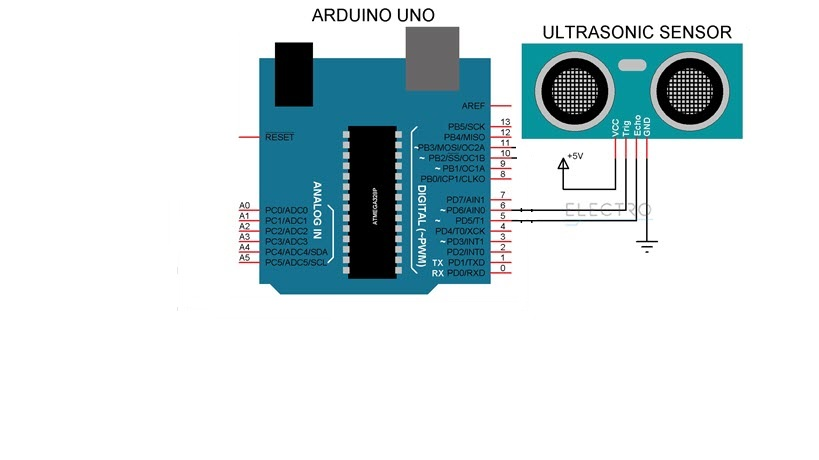 ARDUINO UNO
ULTRASONIC SENSOR
AREF
PB5/SCK 13
RESET
PB4/MISO 12
~PB3/MOSI/OC2A 11
~ PB2/SS/OC1B 10
~ PB1/OC1A 9
PB0/ICP1/CLKO 8
VCC
Trig
Echo
GND
+5V
ATMEGA328P
ANALOG IN
DIGITAL (~PWM)
PD7/AIN1 7
A0 PC0/ADC0
~PD6/AIN0 6
A1 PC1/ADC1
~ PD5/T1 5
A2 PC2/ADC2
PD4/T0/XCK 4
A3 PC3/ADC3
~PD3/INT1 3
A4 PC4/ADC4/SDA
PD2/INT0 2
A5 PC5/ADC5/SCL
TX PD1/TXD 1
RX PD0/RXD 0
ELECTRO